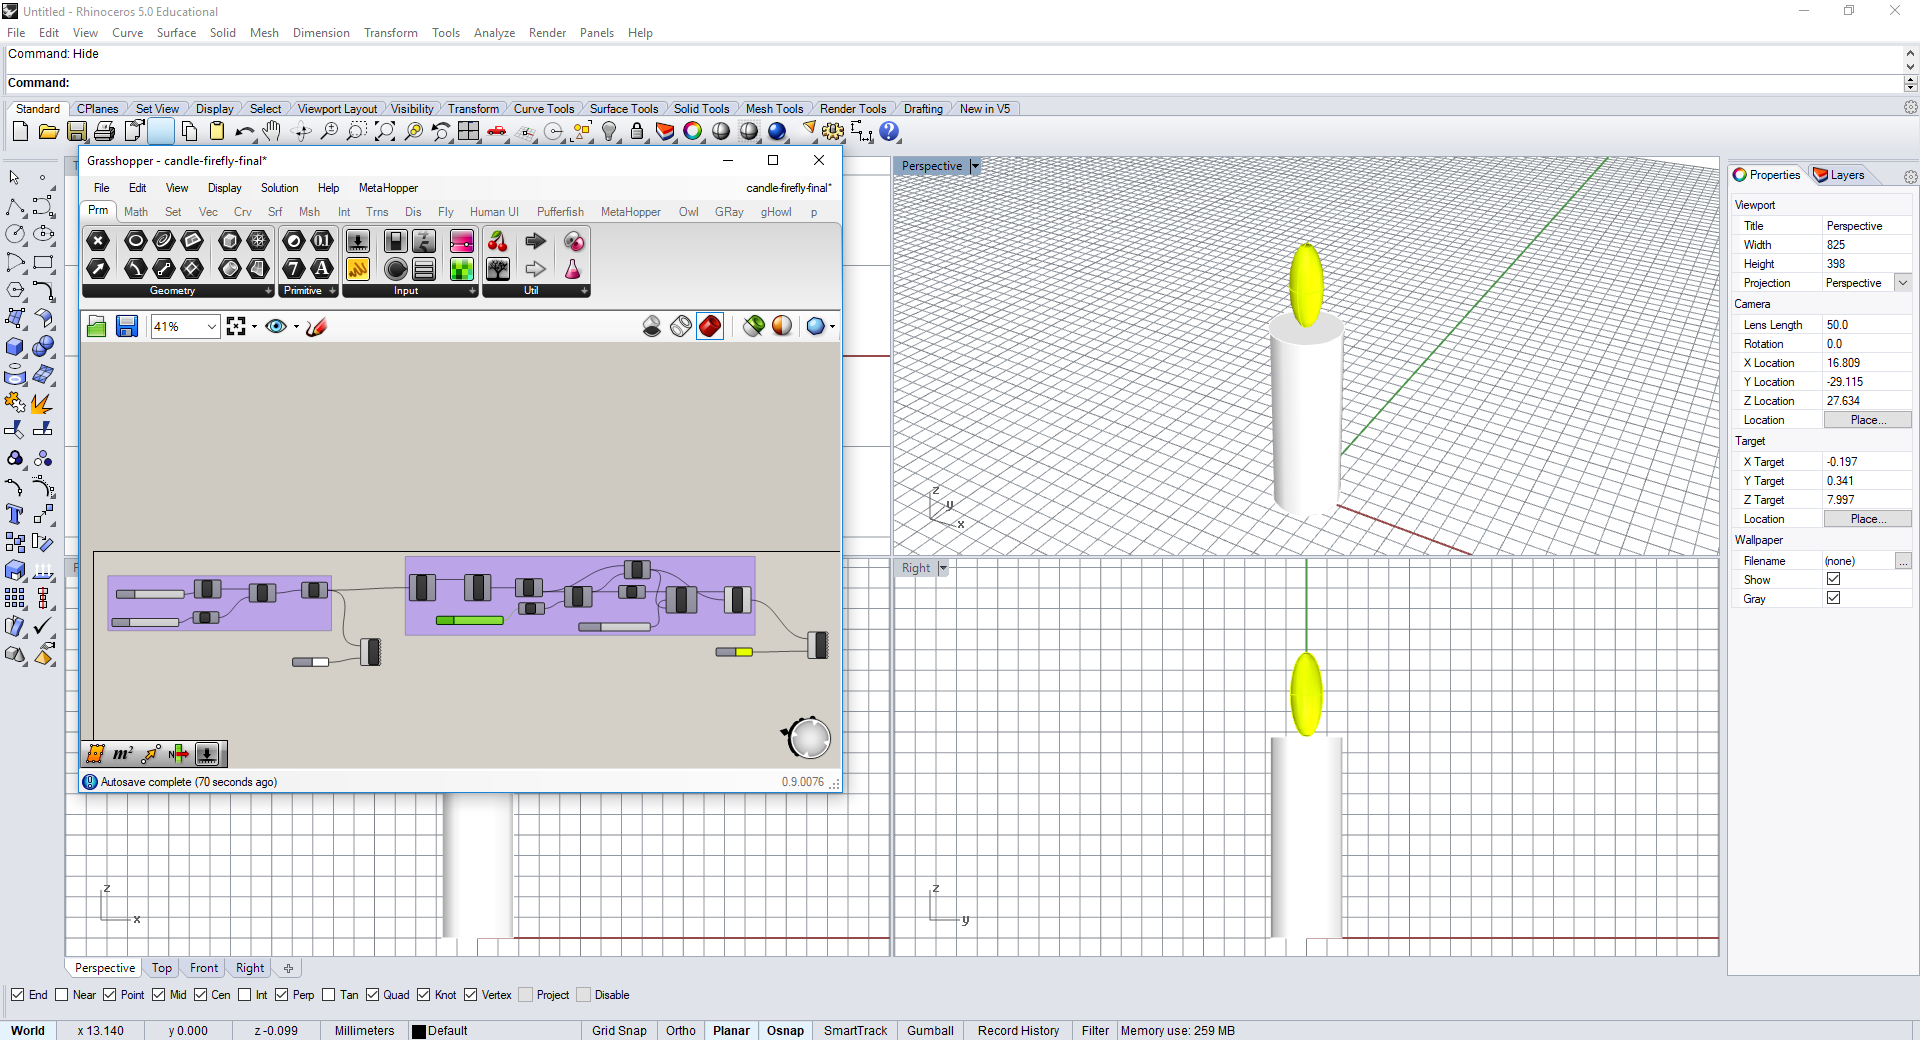 Untitled - Rhinoceros 5.0 Educational
File Edit View Curve Surface Solid Mesh Dimension Transform Tools Analyze Render Panels Help
Command: Hide
Command:
Standard CPlanes Set View Display Select Viewport Layout Visibility Transform Curve Tools Surface Tools Solid Tools Mesh Tools Render Tools Drafting New in V5
Grasshopper - candle-firefly-final*
File Edit View Display Solution Help MetaHopper candle-firefly-final*
Prm Math Set Vec Crv Srf Msh Int Trns Dis Fly Human UI Pufferfish MetaHopper Owl GRay gHowl p
Geometry Primitive Input Util
41%
m²
Autosave complete (70 seconds ago) 0.9.0076
Perspective
z
y
x
Right
z
x
z
y
Properties Layers
Viewport
Title Perspective
Width 825
Height 398
Projection Perspective
Camera
Lens Length 50.0
Rotation 0.0
X Location 16.809
Y Location -29.115
Z Location 27.634
Location Place...
Target
X Target -0.197
Y Target 0.341
Z Target 7.997
Location Place...
Wallpaper
Filename (none) ...
Show
Gray
Perspective Top Front Right
End Near Point Mid Cen Int Perp Tan Quad Knot Vertex Project Disable
World x 13.140 y 0.000 z -0.099 Millimeters Default Grid Snap Ortho Planar Osnap SmartTrack Gumball Record History Filter Memory use: 259 MB